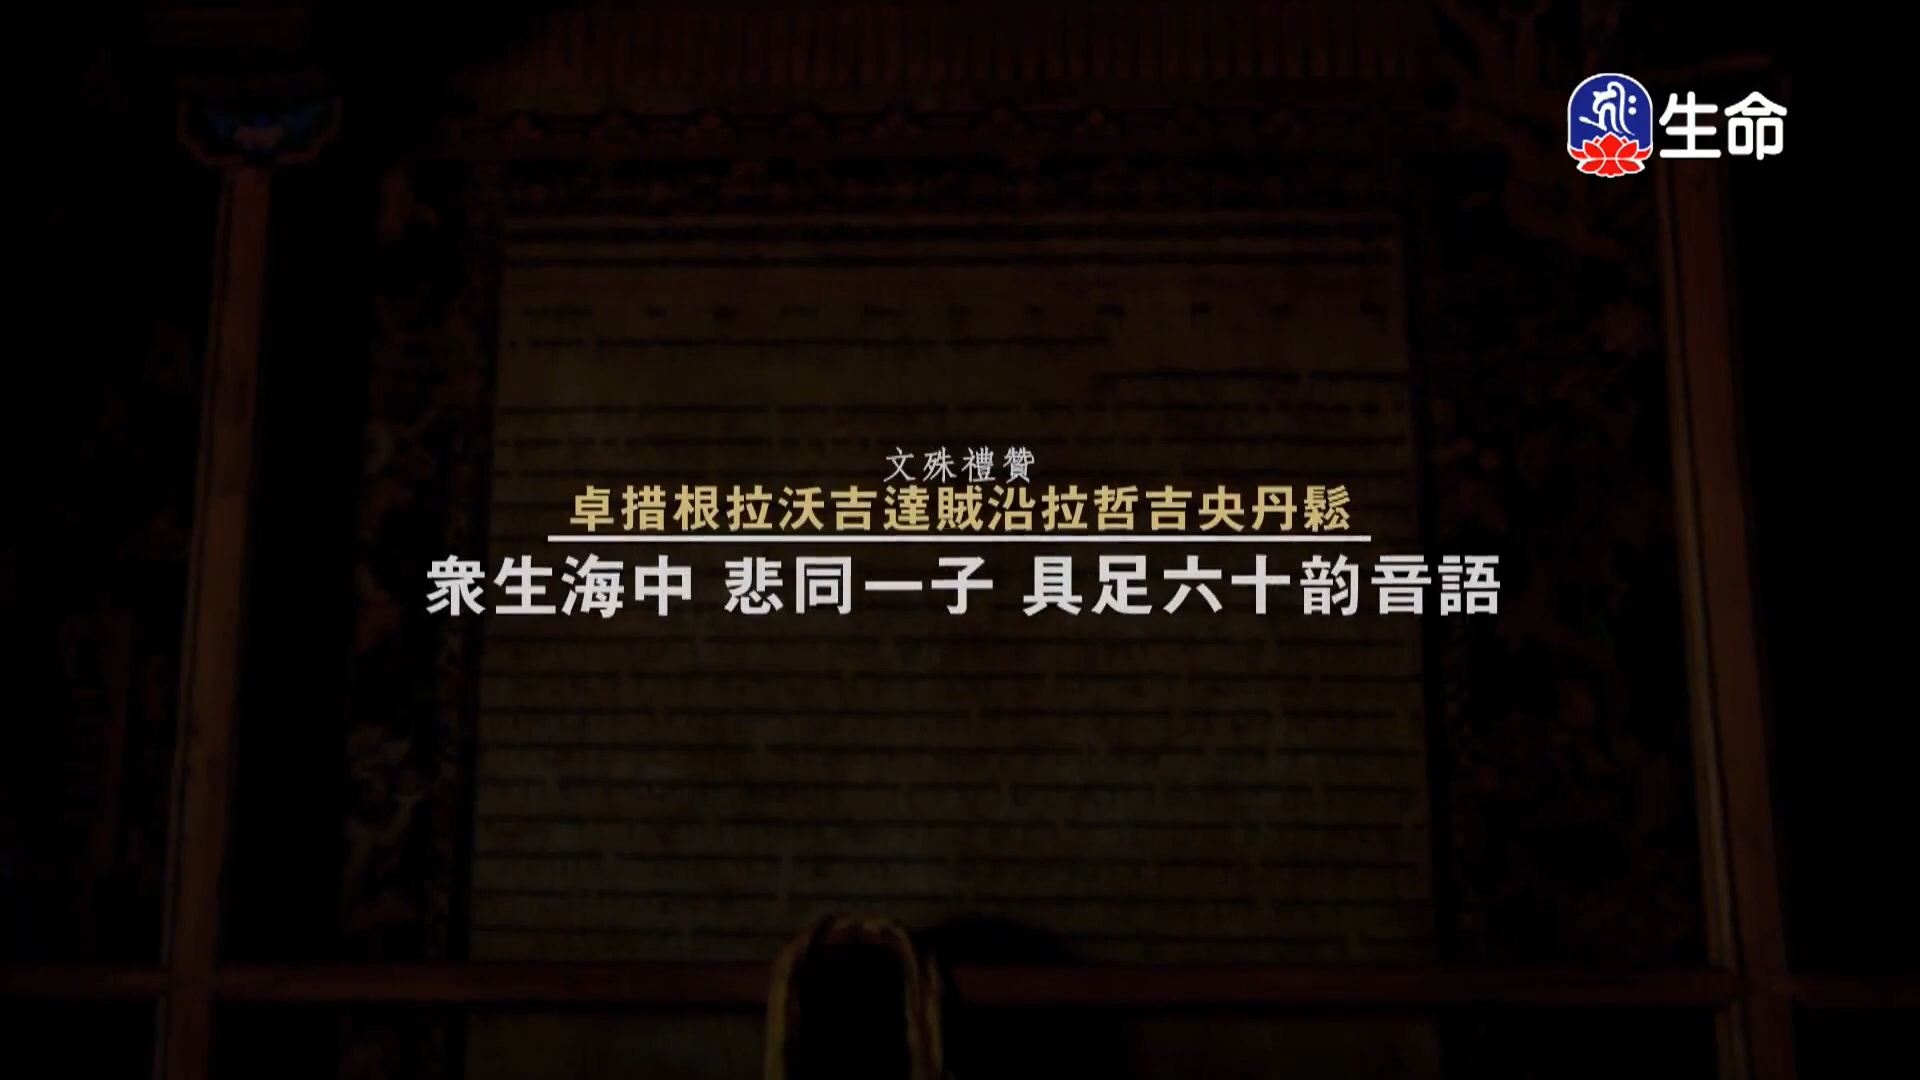 生命
文殊禮贊
卓措根拉沃吉達賊沿拉哲吉央丹鬆
衆生海中 悲同一子 具足六十韵音語